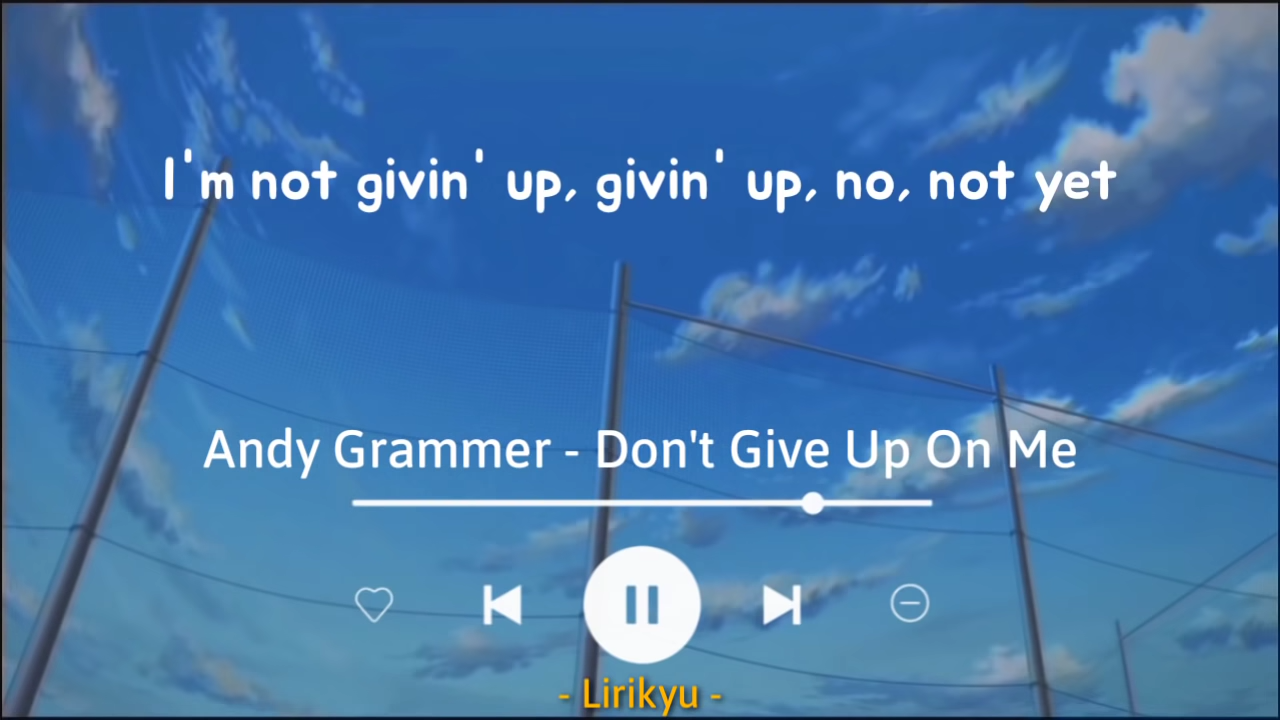 I'm not givin' up, givin' up, no, not yet
Andy Grammer - Don't Give Up On Me
- Lirikyu -